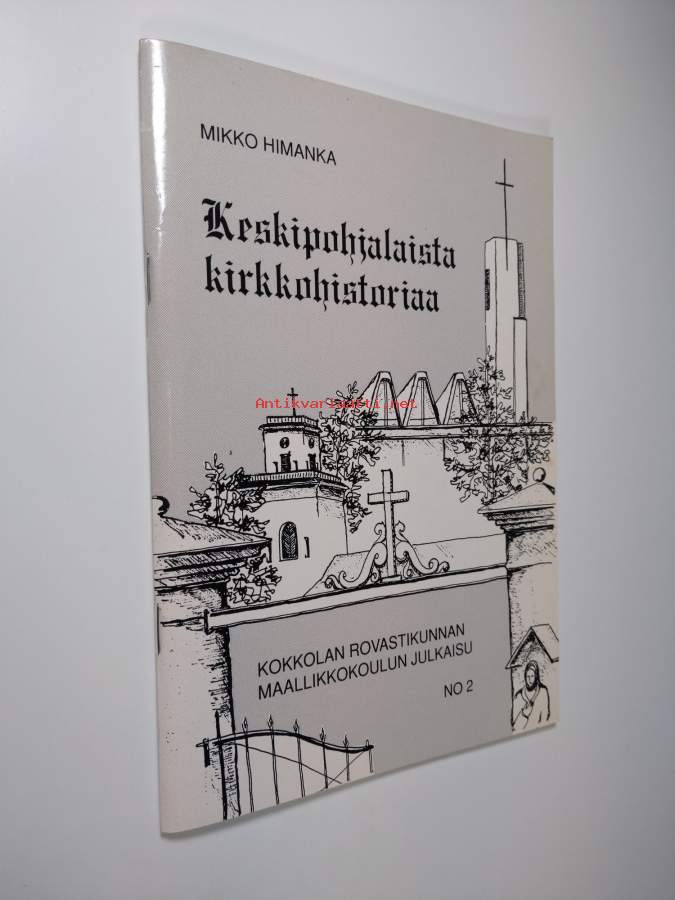 MIKKO HIMANKA
Keskipohjalaista
kirkkohistoriaa
Antikvariaatti.net
KOKKOLAN ROVASTIKUNNAN
MAALLIKKOKOULUN JULKAISU
NO 2